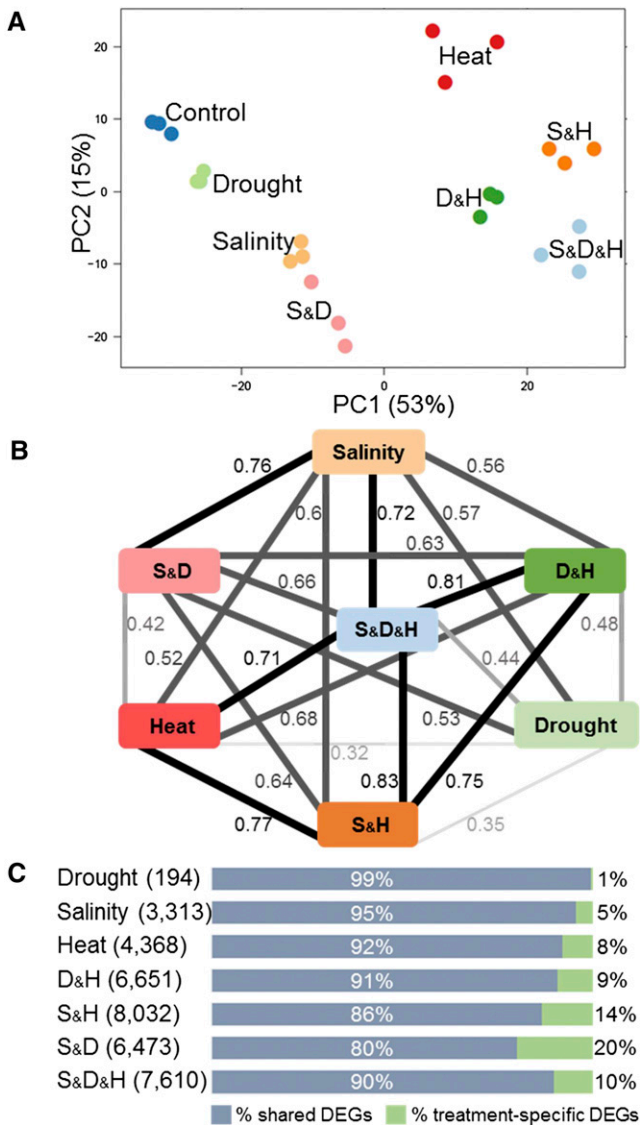 A
20
10
0
−10
−20
PC2 (15%)
Heat
Control
S&H
Drought
D&H
Salinity
S&D&H
S&D
−20 0 20
PC1 (53%)
B
Salinity
0.76
0.56
0.6
0.72
0.57
0.63
S&D
D&H
0.66
0.81
S&D&H
0.42
0.48
0.52
0.71
0.44
Heat
Drought
0.68
0.53
0.32
0.64
0.83
0.75
S&H
0.77
0.35
C
Drought (194) 99% 1%
Salinity (3,313) 95% 5%
Heat (4,368) 92% 8%
D&H (6,651) 91% 9%
S&H (8,032) 86% 14%
S&D (6,473) 80% 20%
S&D&H (7,610) 90% 10%
% shared DEGs % treatment-specific DEGs